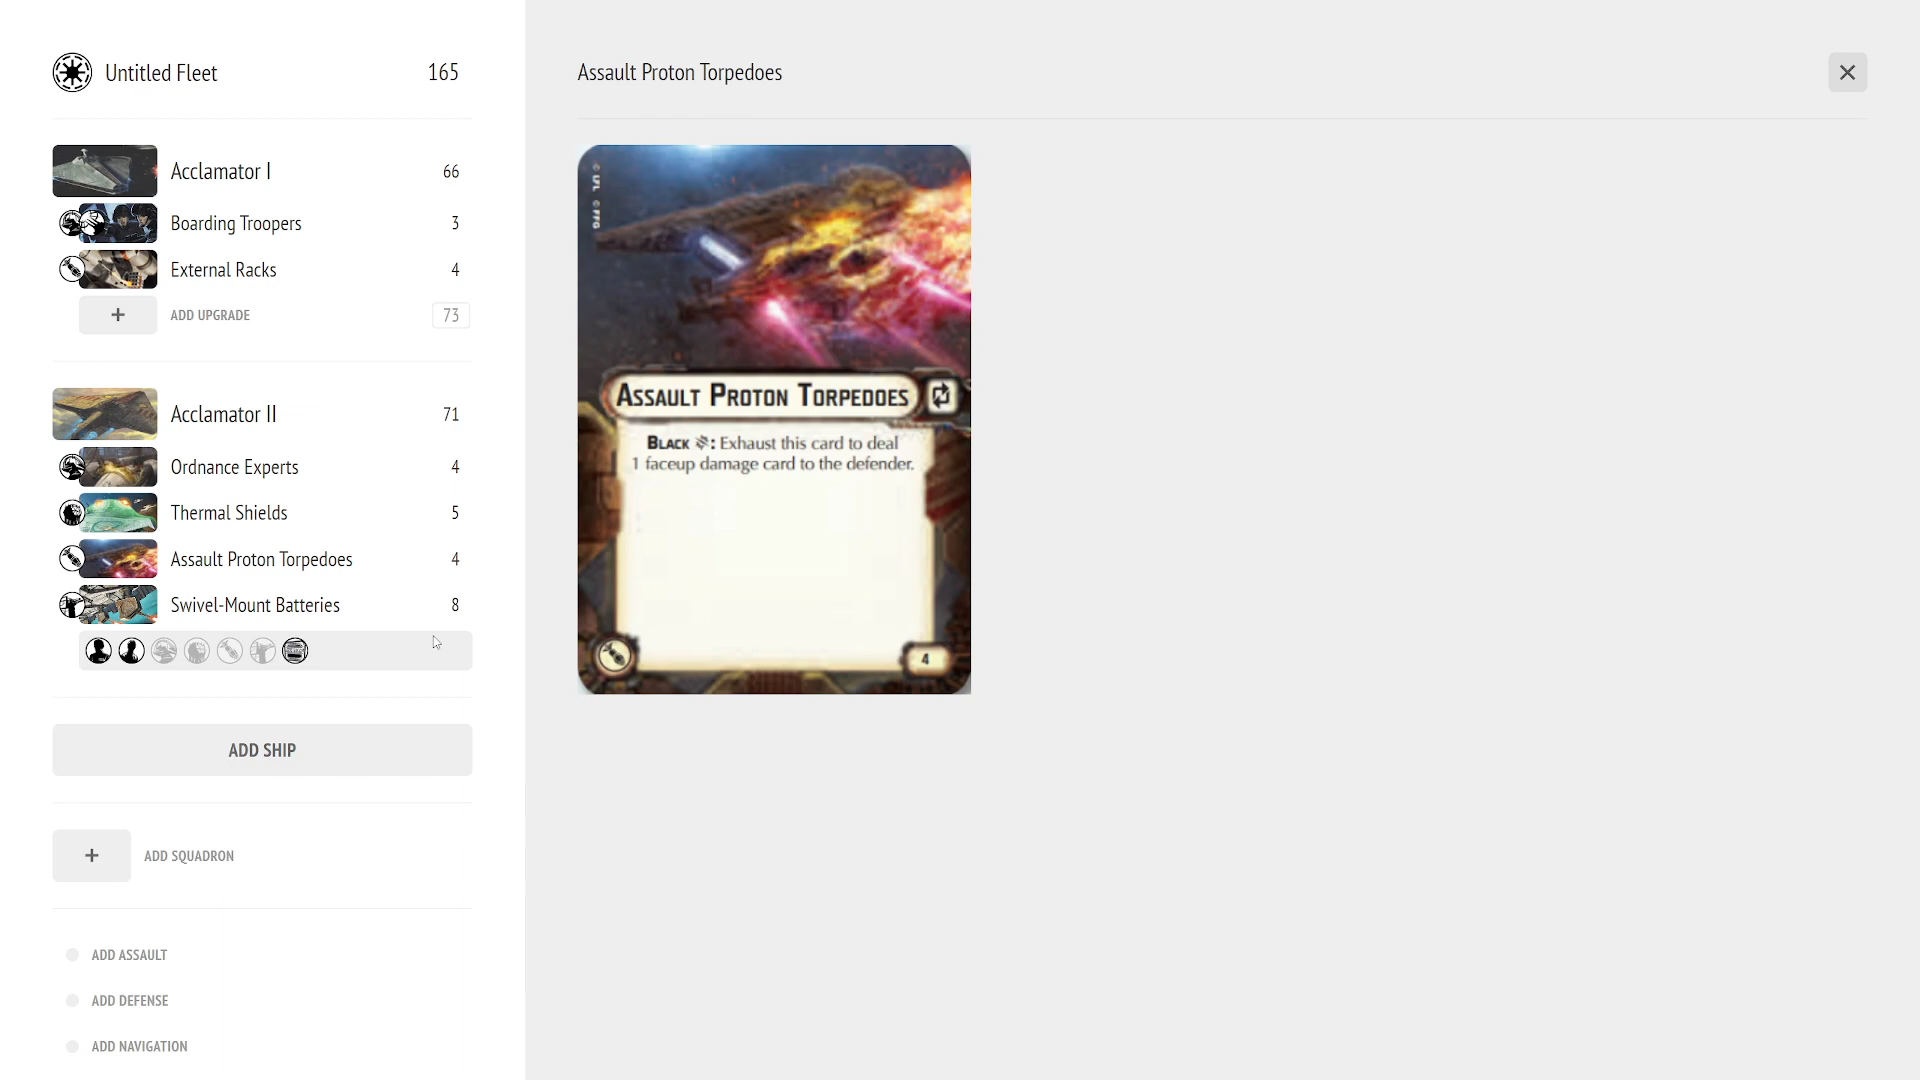 Untitled Fleet 165
Acclamator I 66
Boarding Troopers 3
External Racks 4
ADD UPGRADE 73
Acclamator II 71
Ordnance Experts 4
Thermal Shields 5
Assault Proton Torpedoes 4
Swivel-Mount Batteries 8
ADD SHIP
ADD SQUADRON
ADD ASSAULT
ADD DEFENSE
ADD NAVIGATION
Assault Proton Torpedoes
© LFL © FFG
ASSAULT PROTON TORPEDOES
BLACK : Exhaust this card to deal
1 faceup damage card to the defender.
4